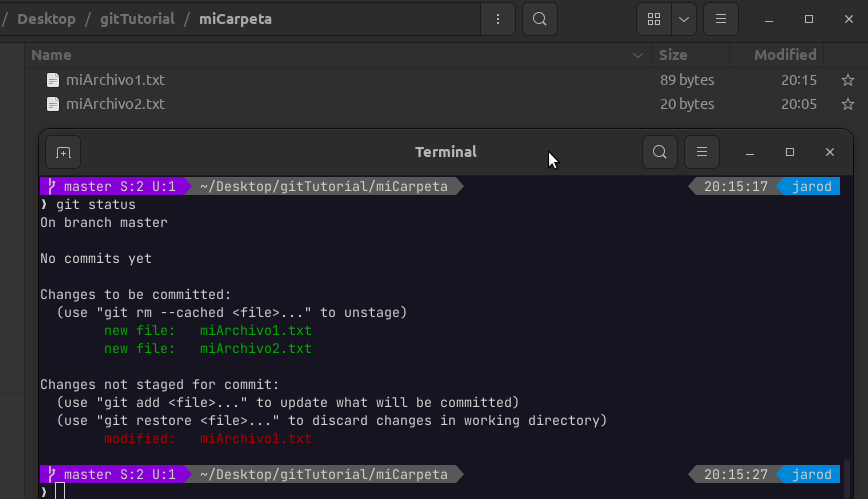 / Desktop / gitTutorial / miCarpeta
Name Size Modified
miArchivo1.txt 89 bytes 20:15
miArchivo2.txt 20 bytes 20:05
Terminal
master S:2 U:1 ~/Desktop/gitTutorial/miCarpeta 20:15:17 jarod
❯ git status
On branch master
No commits yet
Changes to be committed:
(use "git rm --cached <file>..." to unstage)
new file: miArchivo1.txt
new file: miArchivo2.txt
Changes not staged for commit:
(use "git add <file>..." to update what will be committed)
(use "git restore <file>..." to discard changes in working directory)
modified: miArchivo1.txt
master S:2 U:1 ~/Desktop/gitTutorial/miCarpeta 20:15:27 jarod
❯